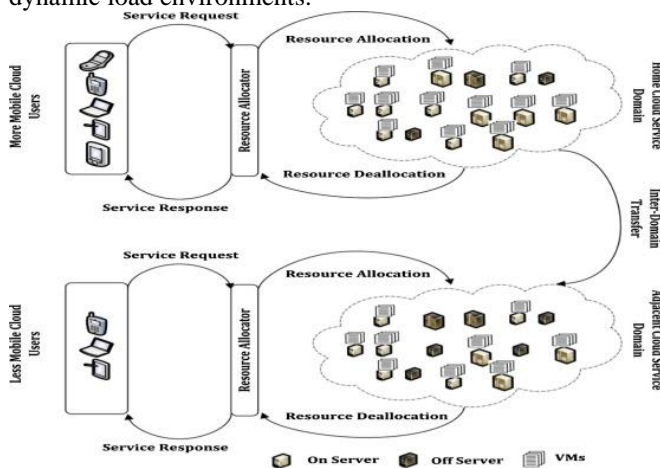 dynamic load environments.
Service Request
Resource Allocation
More Mobile Cloud
Users
Resource Allocator
Home Cloud Service
Domain
Resource Deallocation
Service Response
Inter-Domain
Transfer
Service Request
Resource Allocation
Less Mobile Cloud
Users
Resource Allocator
Adjacent Cloud Service
Domain
Resource Deallocation
Service Response
On Server
Off Server
VMs